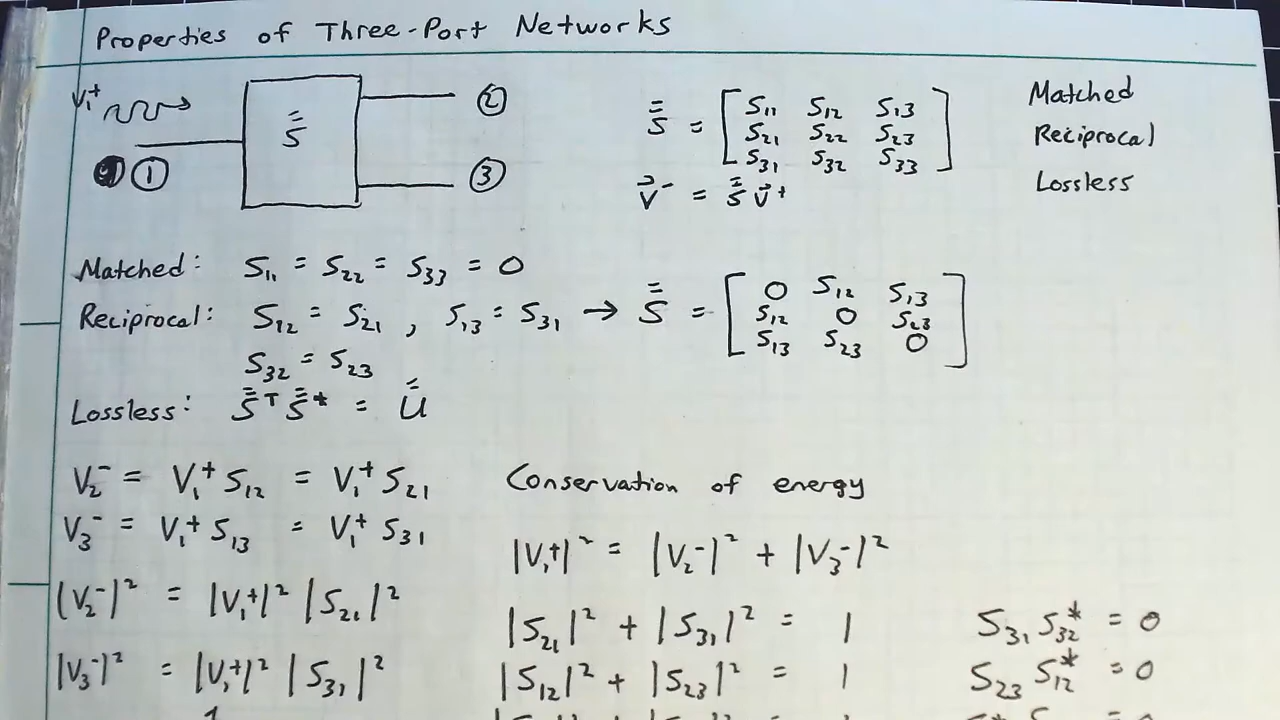 Properties of Three-Port Networks
V₁⁺
S̿
②
③
①
S̿ = [ S₁₁ S₁₂ S₁₃
S₂₁ S₂₂ S₂₃
S₃₁ S₃₂ S₃₃ ]
V⃗⁻ = S̿ V⃗⁺
Matched
Reciprocal
Lossless
Matched: S₁₁ = S₂₂ = S₃₃ = 0
Reciprocal: S₁₂ = S₂₁ , S₁₃ = S₃₁ → S̿ = [ 0 S₁₂ S₁₃
S₁₂ 0 S₂₃
S₁₃ S₂₃ 0 ]
S₃₂ = S₂₃
Lossless: S̿ᵀ S̿* = U̿
V₂⁻ = V₁⁺ S₁₂ = V₁⁺ S₂₁
V₃⁻ = V₁⁺ S₁₃ = V₁⁺ S₃₁
|V₂⁻|² = |V₁⁺|² |S₂₁|²
|V₃⁻|² = |V₁⁺|² |S₃₁|²
Conservation of energy
|V₁⁺|² = |V₂⁻|² + |V₃⁻|²
|S₂₁|² + |S₃₁|² = 1
|S₁₂|² + |S₂₃|² = 1
S₃₁ S₃₂* = 0
S₂₃ S₁₂* = 0